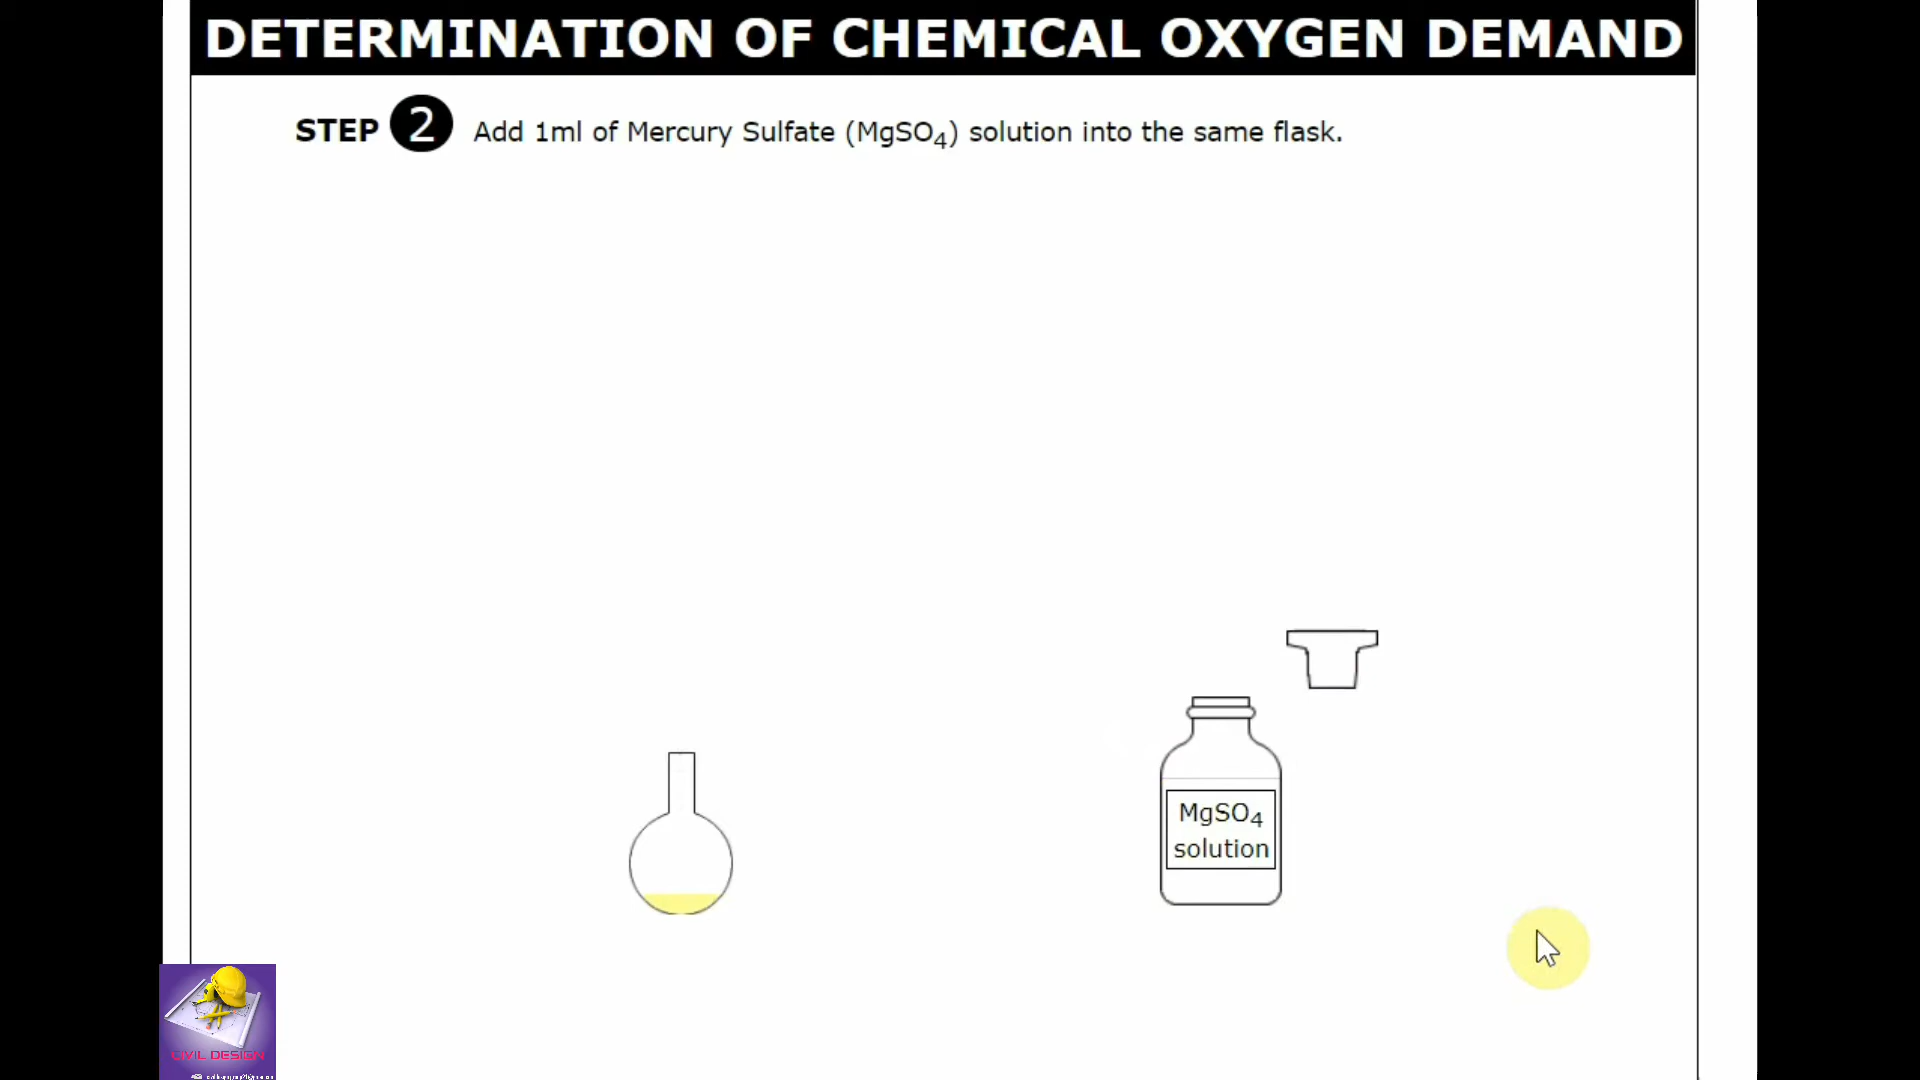 DETERMINATION OF CHEMICAL OXYGEN DEMAND
STEP 2 Add 1ml of Mercury Sulfate (MgSO₄) solution into the same flask.
MgSO₄
solution
CIVIL DESIGN